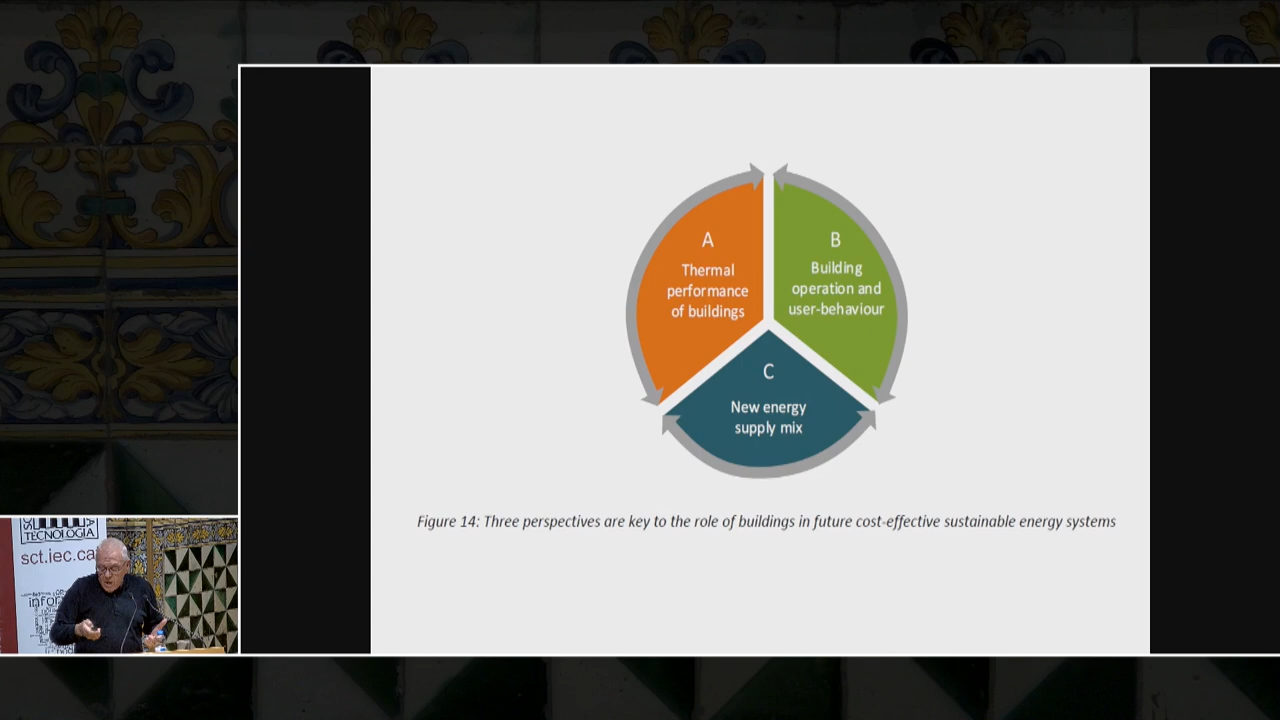 A
Thermal
performance
of buildings
B
Building
operation and
user-behaviour
C
New energy
supply mix
Figure 14: Three perspectives are key to the role of buildings in future cost-effective sustainable energy systems
TECNOLOGIA
sct.iec.ca